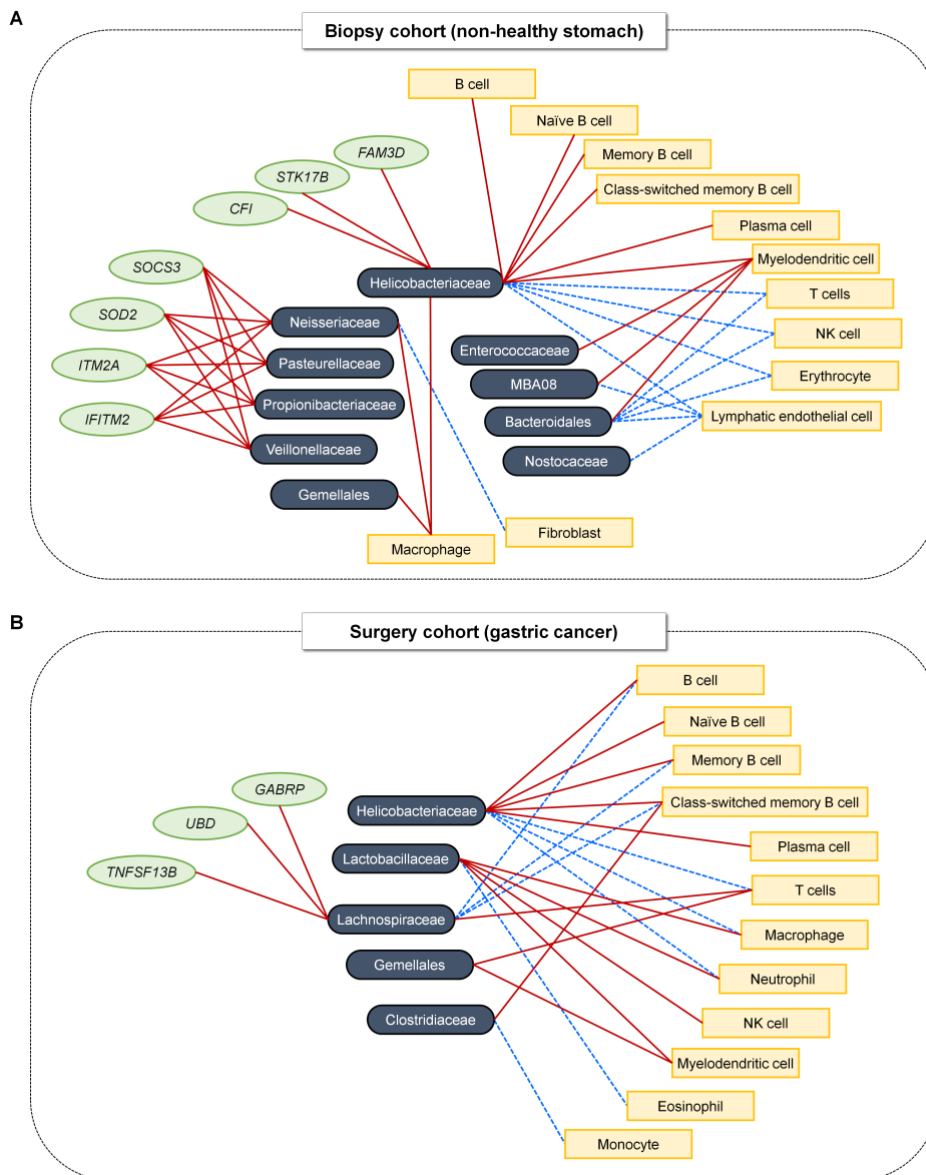 A
Biopsy cohort (non-healthy stomach)
B cell
Naïve B cell
FAM3D
Memory B cell
STK17B
Class-switched memory B cell
CFI
Plasma cell
SOCS3
Myelodendritic cell
Helicobacteriaceae
T cells
SOD2
Neisseriaceae
NK cell
Enterococcaceae
ITM2A
Pasteurellaceae
Erythrocyte
MBA08
Propionibacteriaceae
IFITM2
Bacteroidales
Lymphatic endothelial cell
Veillonellaceae
Nostocaceae
Gemellales
Fibroblast
Macrophage
B
Surgery cohort (gastric cancer)
B cell
Naïve B cell
Memory B cell
GABRP
Helicobacteriaceae
Class-switched memory B cell
UBD
Plasma cell
Lactobacillaceae
TNFSF13B
T cells
Lachnospiraceae
Macrophage
Gemellales
Neutrophil
Clostridiaceae
NK cell
Myelodendritic cell
Eosinophil
Monocyte